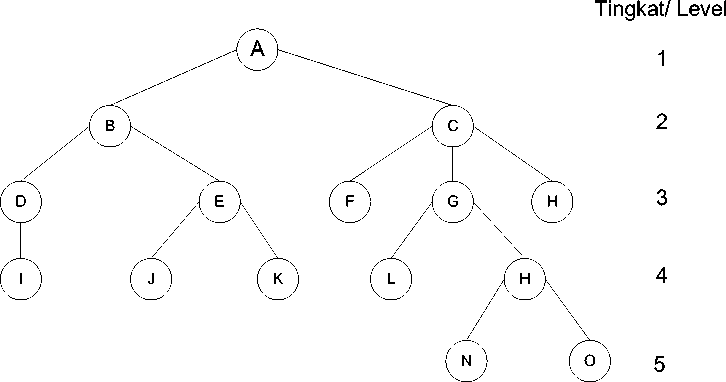 Tingkat/ Level
A 1
B C 2
D E F G H 3
I J K L H 4
N O 5